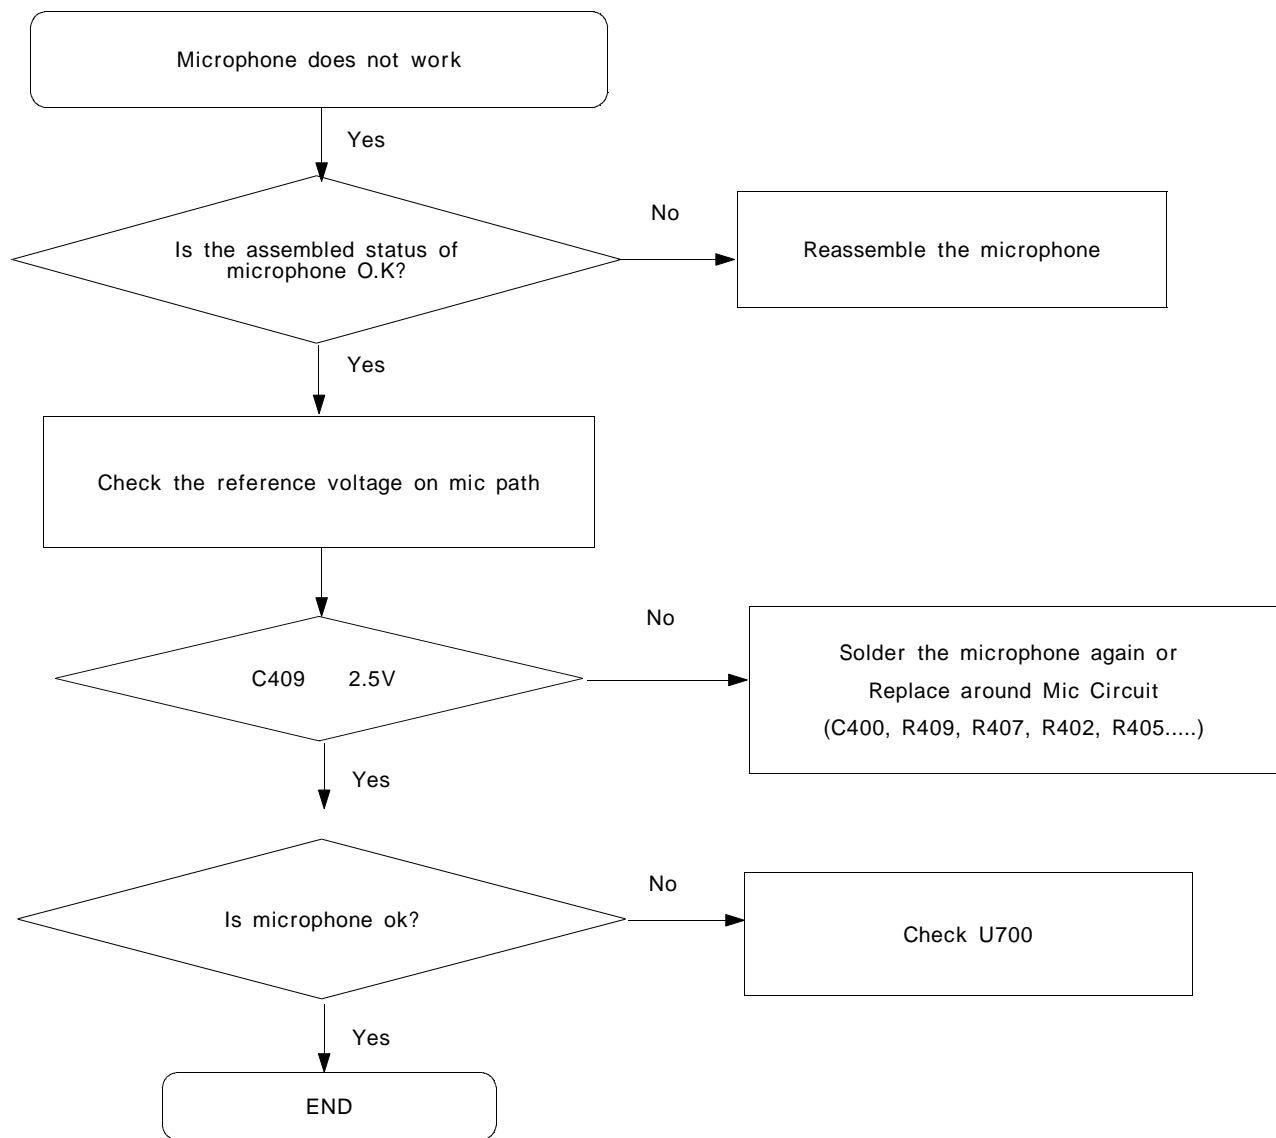 Microphone does not work
Yes
Is the assembled status of
microphone O.K?
No
Reassemble the microphone
Yes
Check the reference voltage on mic path
C409 2.5V
No
Solder the microphone again or
Replace around Mic Circuit
(C400, R409, R407, R402, R405.....)
Yes
Is microphone ok?
No
Check U700
Yes
END